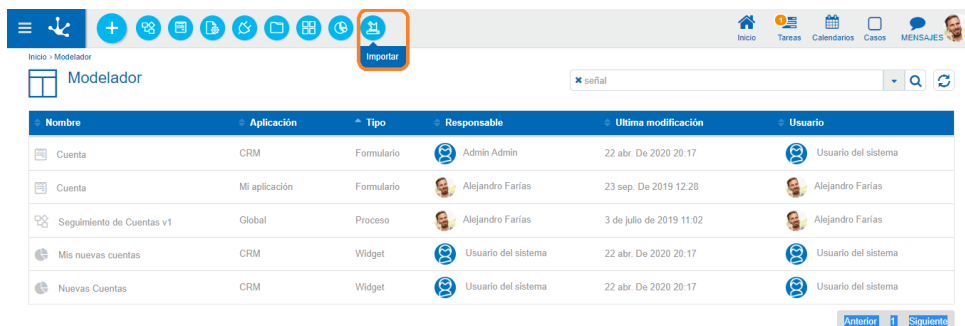 Importar
Inicio
Tareas
Calendarios
Casos
MENSAJES
Inicio > Modelador
Modelador
señal
Nombre Aplicación Tipo Responsable Ultima modificación Usuario
Cuenta CRM Formulario Admin Admin 22 abr. De 2020 20:17 Usuario del sistema
Cuenta Mi aplicación Formulario Alejandro Farías 23 sep. De 2019 12:28 Alejandro Farías
Seguimiento de Cuentas v1 Global Proceso Alejandro Farías 3 de julio de 2019 11:02 Alejandro Farías
Mis nuevas cuentas CRM Widget Usuario del sistema 22 abr. De 2020 20:17 Usuario del sistema
Nuevas Cuentas CRM Widget Usuario del sistema 22 abr. De 2020 20:17 Usuario del sistema
Anterior 1 Siguiente